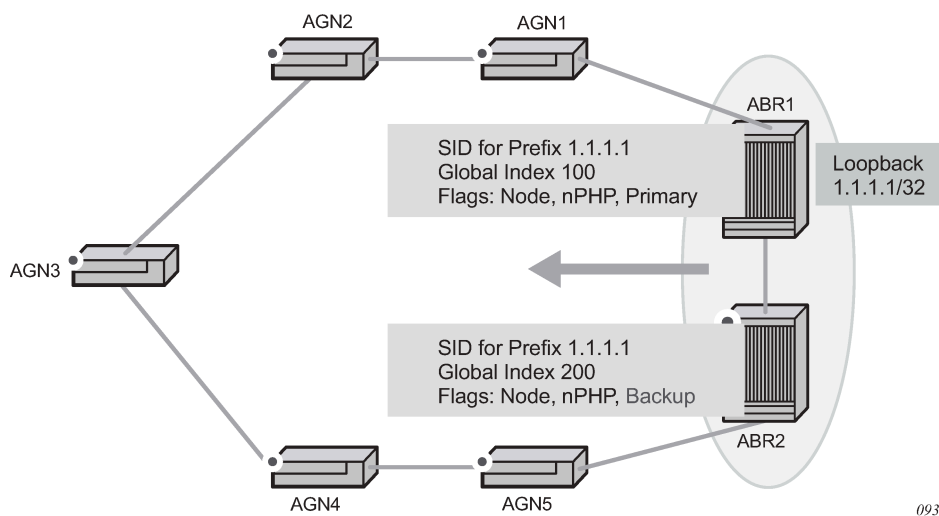 AGN2
AGN1
ABR1
SID for Prefix 1.1.1.1
Global Index 100
Flags: Node, nPHP, Primary
Loopback
1.1.1.1/32
AGN3
SID for Prefix 1.1.1.1
Global Index 200
Flags: Node, nPHP, Backup
ABR2
AGN4
AGN5
093